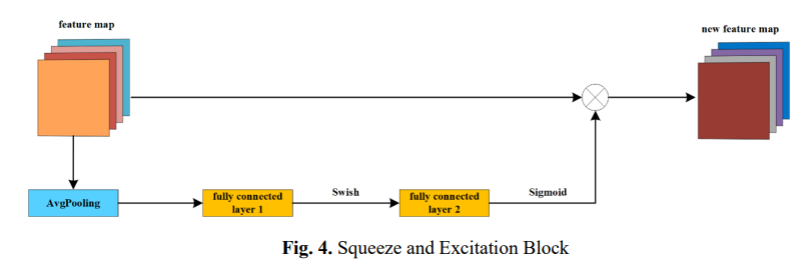 feature map
new feature map
AvgPooling
fully connected
layer 1
Swish
fully connected
layer 2
Sigmoid
Fig. 4. Squeeze and Excitation Block